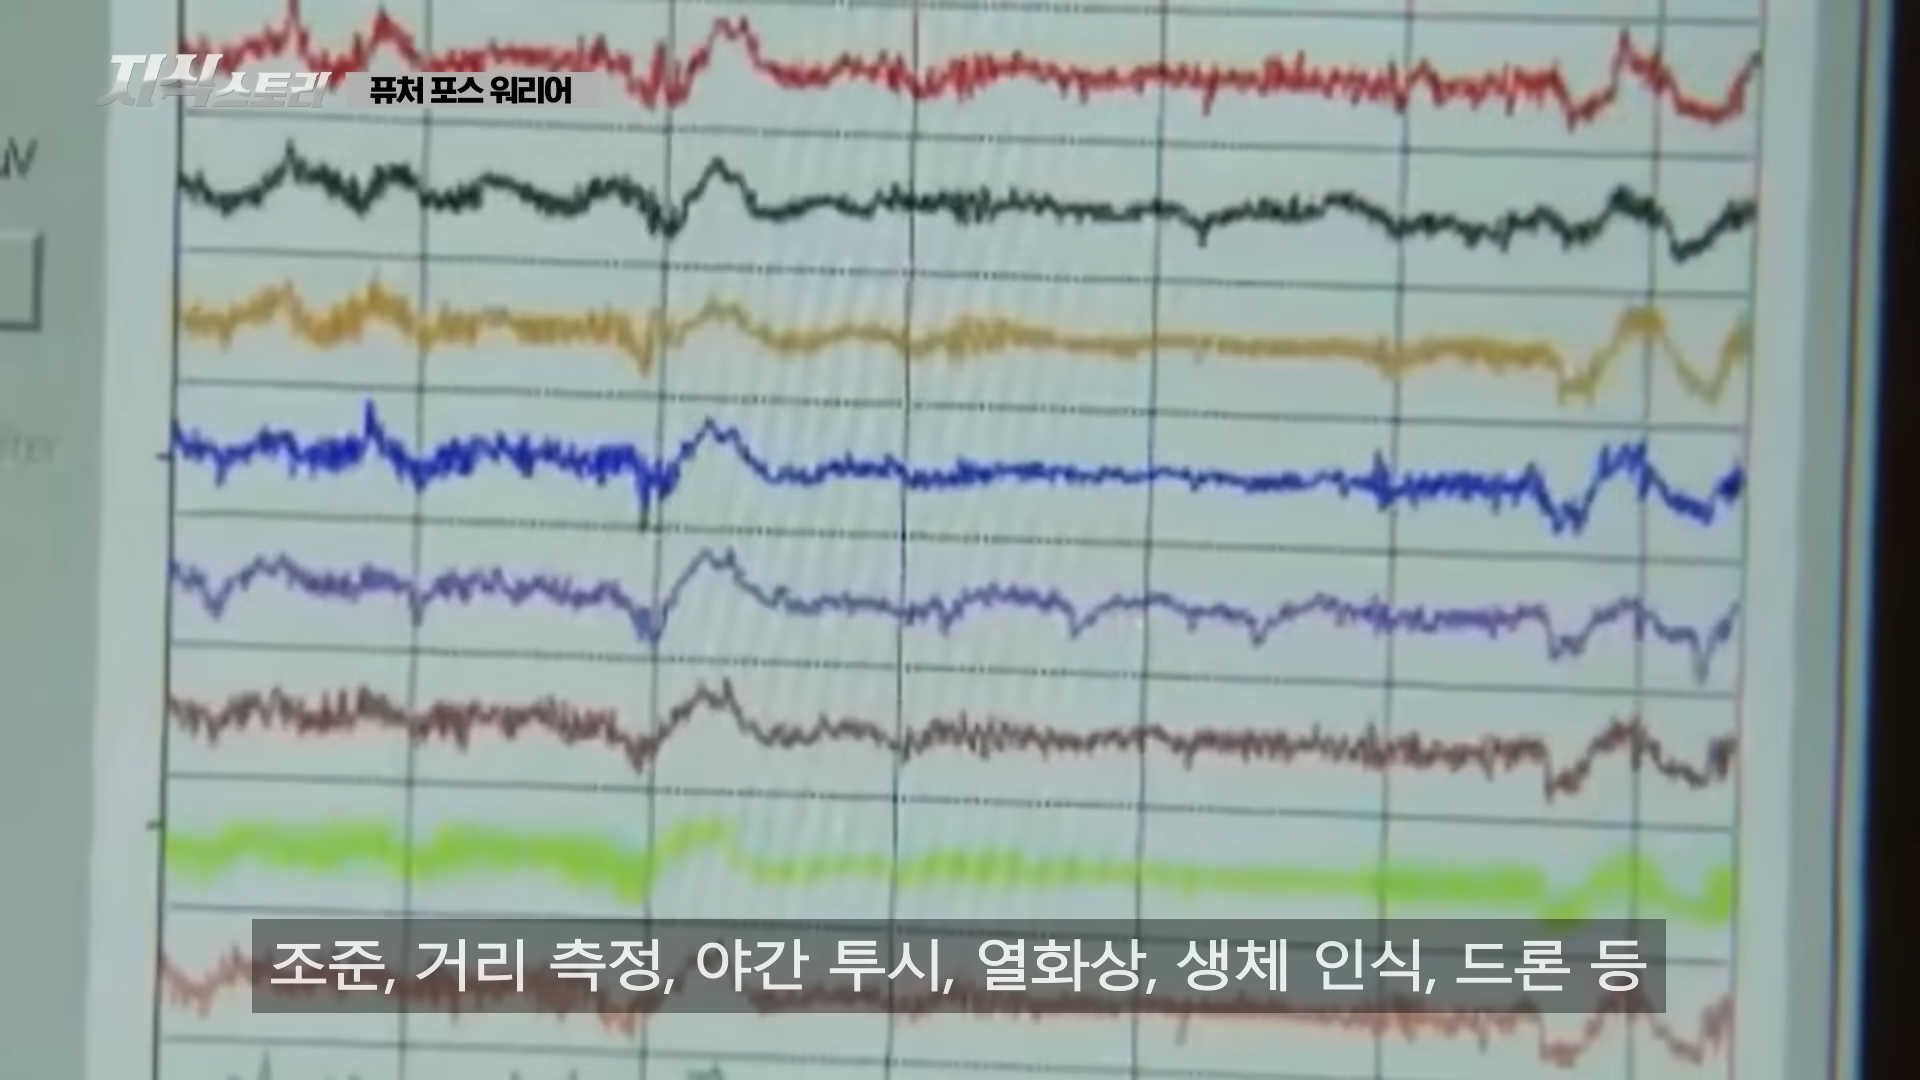 지식스토리
퓨처 포스 워리어
조준, 거리 측정, 야간 투시, 열화상, 생체 인식, 드론 등